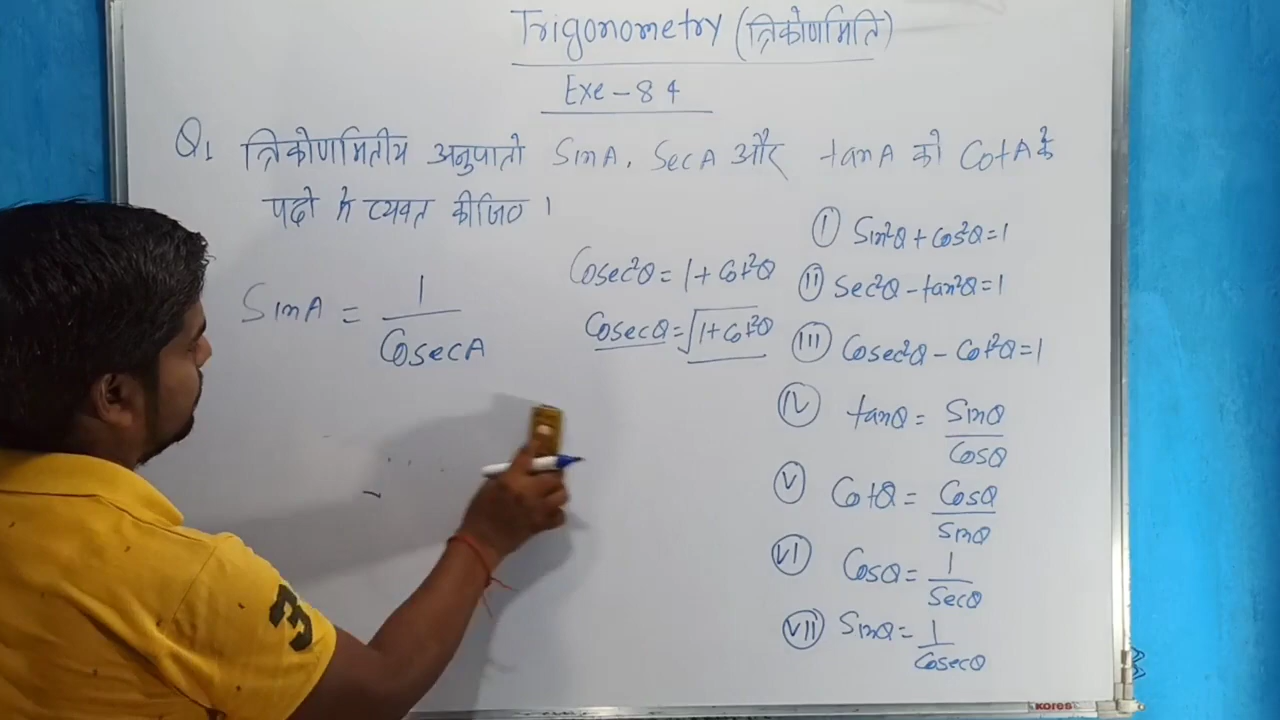 Trigonometry (त्रिकोणमिति)
Exe - 8 4
Q1 त्रिकोणमितीय अनुपातो SinA, SecA और tanA को CotA के
पदो मे व्यक्त कीजिए ।
SinA = 1/CosecA
Cosec²θ = 1 + Cot²θ
Cosecθ = √1 + Cot²θ
(I) Sin²θ + Cos²θ = 1
(II) Sec²θ - tan²θ = 1
(III) Cosec²θ - Cot²θ = 1
(IV) tanθ = Sinθ/Cosθ
(V) Cotθ = Cosθ/Sinθ
(VI) Cosθ = 1/Secθ
(VII) Sinθ = 1/Cosecθ
3
KORES